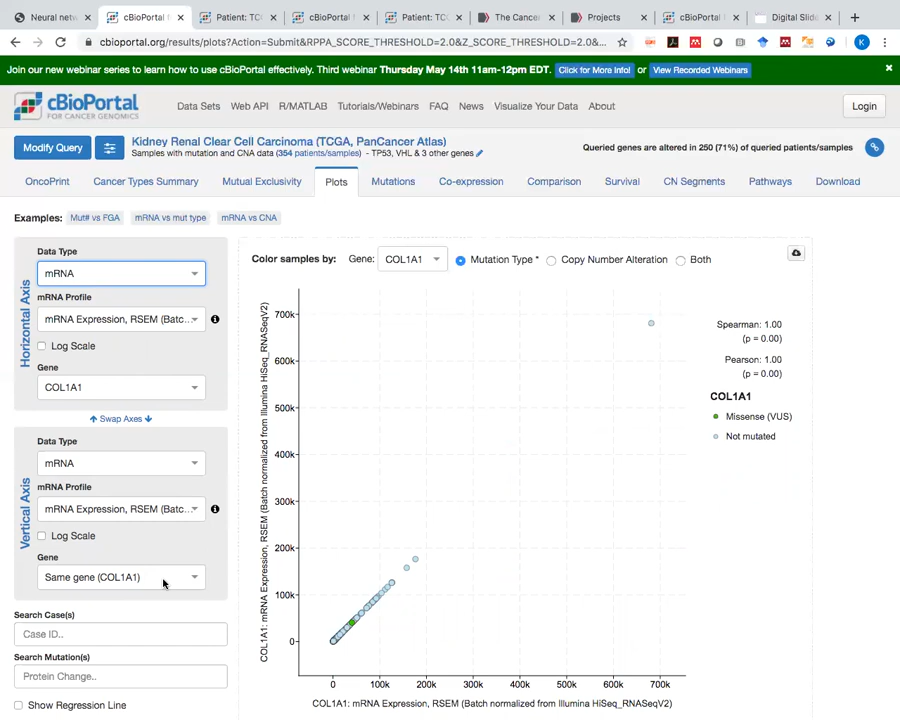 Neural netw
cBioPortal f
Patient: TC
cBioPortal f
Patient: TC
The Cancer
Projects
cBioPortal
Digital Slid
cbioportal.org/results/plots?Action=Submit&RPPA_SCORE_THRESHOLD=2.0&Z_SCORE_THRESHOLD=2.0&...
Join our new webinar series to learn how to use cBioPortal effectively. Third webinar Thursday May 14th 11am-12pm EDT. Click for More Info! or View Recorded Webinars
cBioPortal
FOR CANCER GENOMICS
Data Sets Web API R/MATLAB Tutorials/Webinars FAQ News Visualize Your Data About
Login
Modify Query
Kidney Renal Clear Cell Carcinoma (TCGA, PanCancer Atlas)
Samples with mutation and CNA data (354 patients/samples) - TP53, VHL & 3 other genes
Queried genes are altered in 250 (71%) of queried patients/samples
OncoPrint Cancer Types Summary Mutual Exclusivity Plots Mutations Co-expression Comparison Survival CN Segments Pathways Download
Examples: Mut# vs FGA mRNA vs mut type mRNA vs CNA
Horizontal Axis
Data Type
mRNA
mRNA Profile
mRNA Expression, RSEM (Batc...
Log Scale
Gene
COL1A1
Swap Axes
Vertical Axis
Data Type
mRNA
mRNA Profile
mRNA Expression, RSEM (Batc...
Log Scale
Gene
Same gene (COL1A1)
Search Case(s)
Case ID..
Search Mutation(s)
Protein Change..
Show Regression Line
Color samples by: Gene: COL1A1 Mutation Type * Copy Number Alteration Both
COL1A1: mRNA Expression, RSEM (Batch normalized from Illumina HiSeq_RNASeqV2)
700k
600k
500k
400k
300k
200k
100k
0
0 100k 200k 300k 400k 500k 600k 700k
COL1A1: mRNA Expression, RSEM (Batch normalized from Illumina HiSeq_RNASeqV2)
Spearman: 1.00
(p = 0.00)
Pearson: 1.00
(p = 0.00)
COL1A1
Missense (VUS)
Not mutated